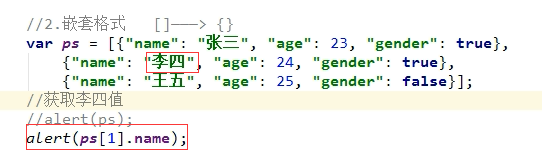 //2.嵌套格式   []———> {}
var ps = [{"name": "张三", "age": 23, "gender": true},
    {"name": "李四", "age": 24, "gender": true},
    {"name": "王五", "age": 25, "gender": false}];
//获取李四值
//alert(ps);
alert(ps[1].name);